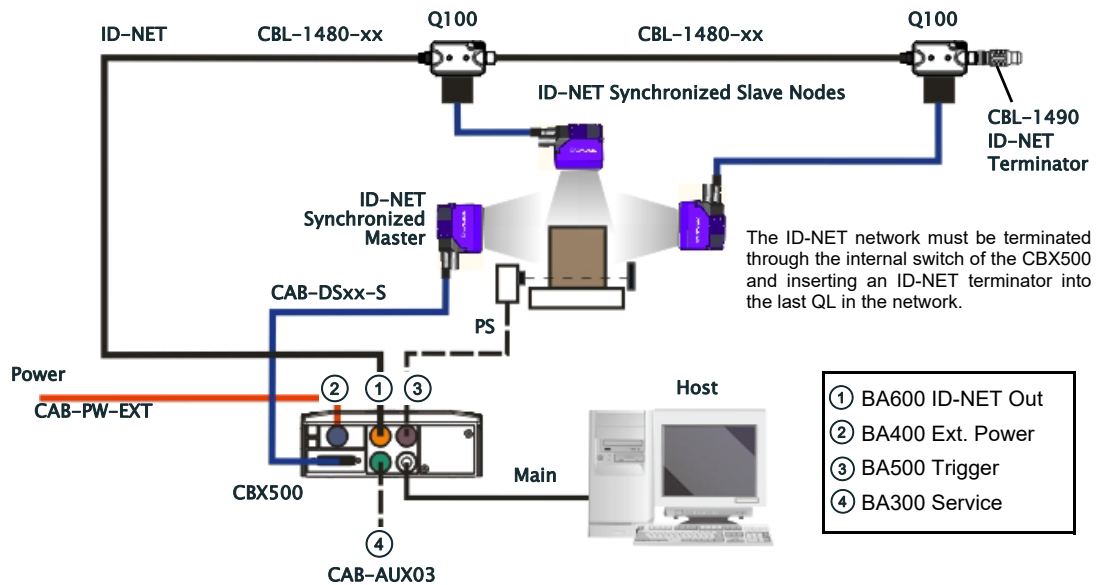 Q100
Q100
ID-NET
CBL-1480-xx
CBL-1480-xx
ID-NET Synchronized Slave Nodes
CBL-1490
ID-NET
Terminator
ID-NET
Synchronized
Master
The ID-NET network must be terminated
through the internal switch of the CBX500
and inserting an ID-NET terminator into
the last QL in the network.
CAB-DSxx-S
PS
Power
CAB-PW-EXT
2
1
3
Host
CBX500
Main
4
CAB-AUX03
1 BA600 ID-NET Out
2 BA400 Ext. Power
3 BA500 Trigger
4 BA300 Service